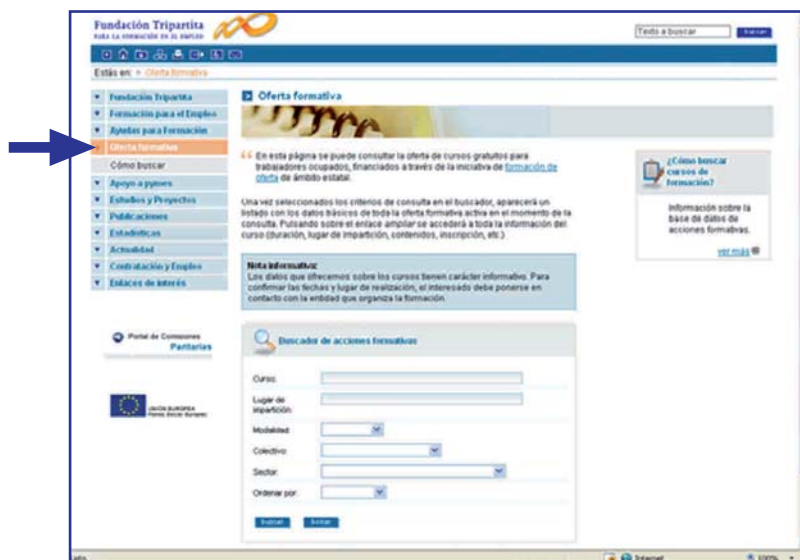 Fundación Tripartita
PARA LA FORMACIÓN EN EL EMPLEO
Texto a buscar
buscar
Estás en: > Oferta formativa
Fundación Tripartita
Formación para el Empleo
Ayudas para Formación
Oferta formativa
Cómo buscar
Apoyo a pymes
Estudios y Proyectos
Publicaciones
Estadísticas
Actualidad
Contratación y Empleo
Enlaces de interés
Portal de Comisiones
Paritarias
UNIÓN EUROPEA
Fondo Social Europeo
Oferta formativa
En esta página se puede consultar la oferta de cursos gratuitos para
trabajadores ocupados, financiados a través de la iniciativa de formación de
oferta de ámbito estatal.
Una vez seleccionados los criterios de consulta en el buscador, aparecerá un
listado con los datos básicos de toda la oferta formativa activa en el momento de la
consulta. Pulsando sobre el enlace ampliar se accederá a toda la información del
curso (duración, lugar de impartición, contenidos, inscripción, etc.)
Nota informativa:
Los datos que ofrecemos sobre los cursos tienen carácter informativo. Para
confirmar las fechas y lugar de realización, el interesado debe ponerse en
contacto con la entidad que organiza la formación.
Buscador de acciones formativas
Curso:
Lugar de
impartición:
Modalidad:
Colectivo:
Sector:
Ordenar por:
buscar
borrar
¿Cómo buscar
cursos de
formación?
Información sobre la
base de datos de
acciones formativas.
ver más
Internet
100%